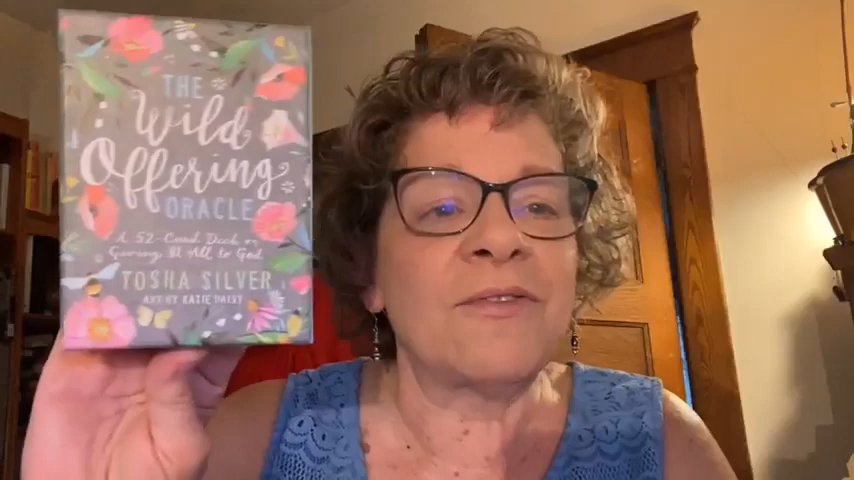 THE
Wild
Offering
ORACLE
A 52-Card Deck on
Giving It All to God
TOSHA SILVER
ART BY KATIE DAISY